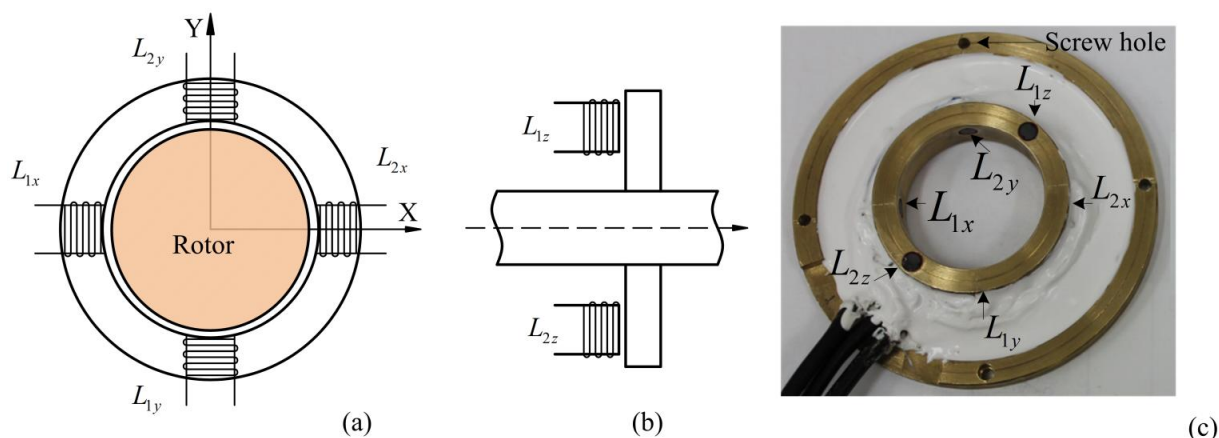 Y
L2y
L1x
L2x
X
Rotor
L1y
(a)
L1z
L2z
(b)
Screw hole
L1z
L2y
L2x
L1x
L2z
L1y
(c)